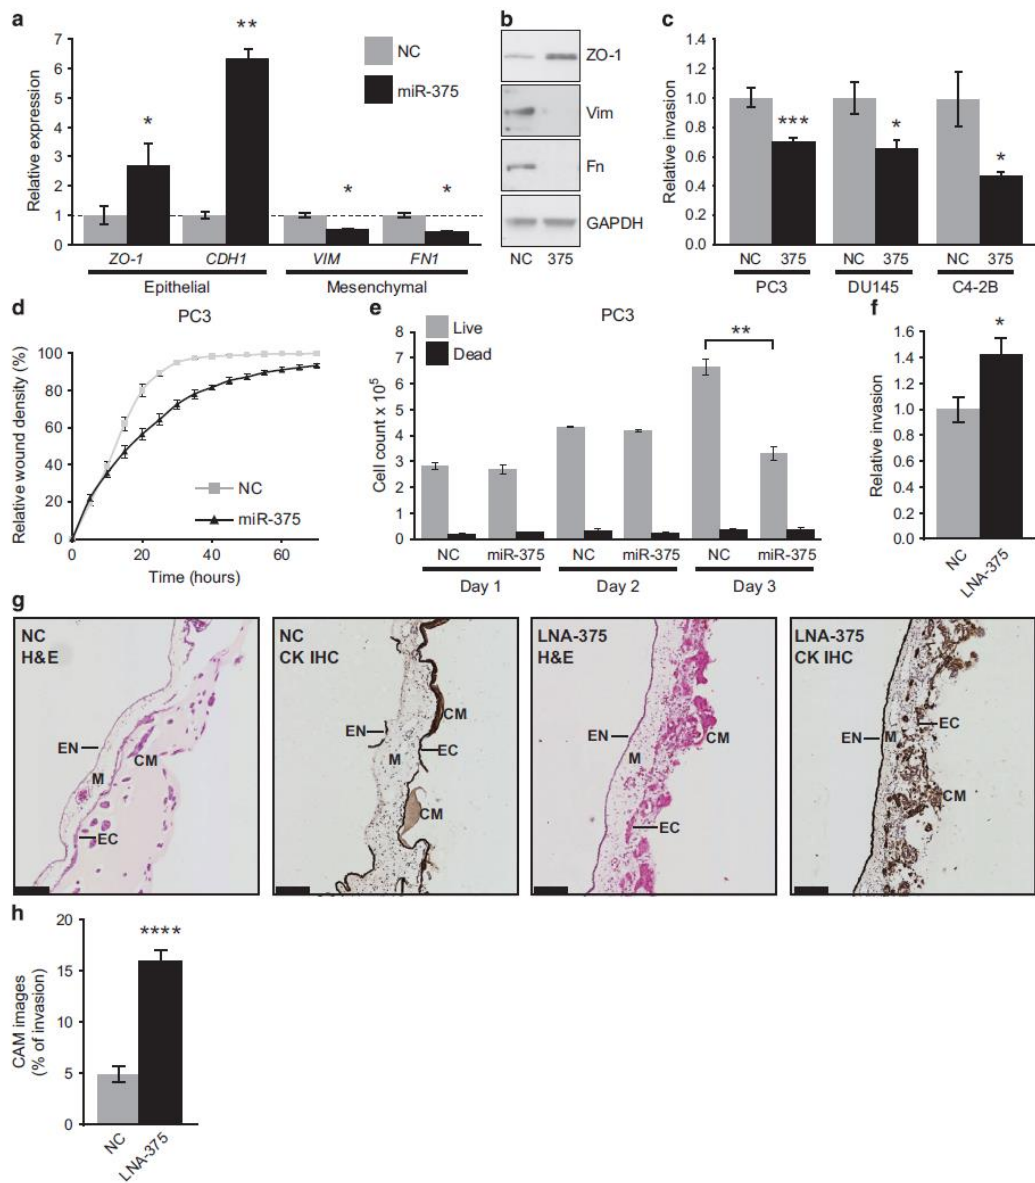 a
Relative expression
7
6
5
4
3
2
1
0
**
*
*
*
NC
miR-375
ZO-1 CDH1 VIM FN1
Epithelial Mesenchymal
b
ZO-1
Vim
Fn
GAPDH
NC 375
c
Relative invasion
1.4
1.2
1.0
0.8
0.6
0.4
0.2
0.0
***
*
*
NC 375 NC 375 NC 375
PC3 DU145 C4-2B
d
PC3
Relative wound density (%)
100
80
60
40
20
0
NC
miR-375
0 20 40 60
Time (hours)
e
PC3
Live
Dead
Cell count x 10⁵
8
7
6
5
4
3
2
1
0
**
NC miR-375 NC miR-375 NC miR-375
Day 1 Day 2 Day 3
f
Relative invasion
1.6
1.4
1.2
1.0
0.8
0.6
0.4
0.2
0.0
*
NC
LNA-375
g
NC
H&E
EN
CM
M
EC
NC
CK IHC
CM
EN
EC
M
CM
LNA-375
H&E
EN
CM
M
EC
LNA-375
CK IHC
EC
EN
M
CM
h
CAM images
(% of invasion)
20
15
10
5
0
****
NC
LNA-375